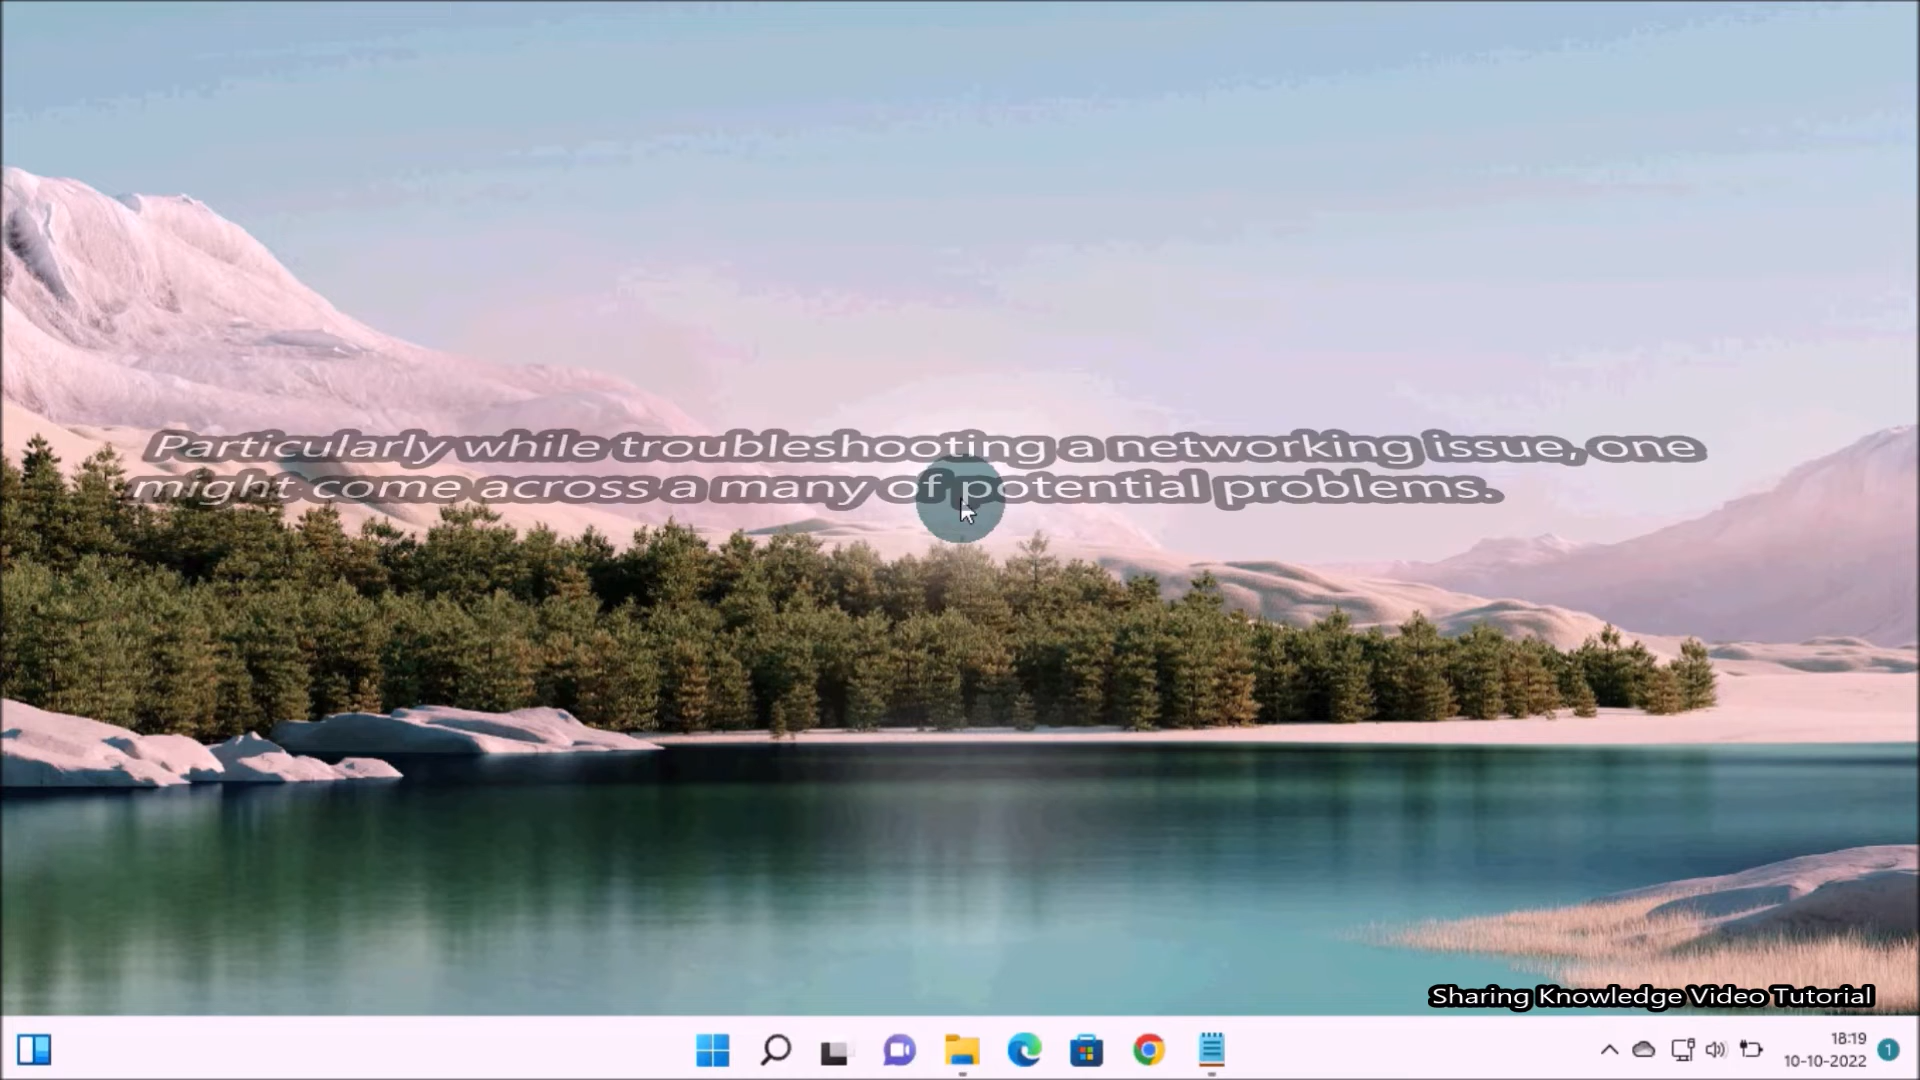 Particularly while troubleshooting a networking issue, one
might come across a many of potential problems.
Sharing Knowledge Video Tutorial
18:19
10-10-2022
1